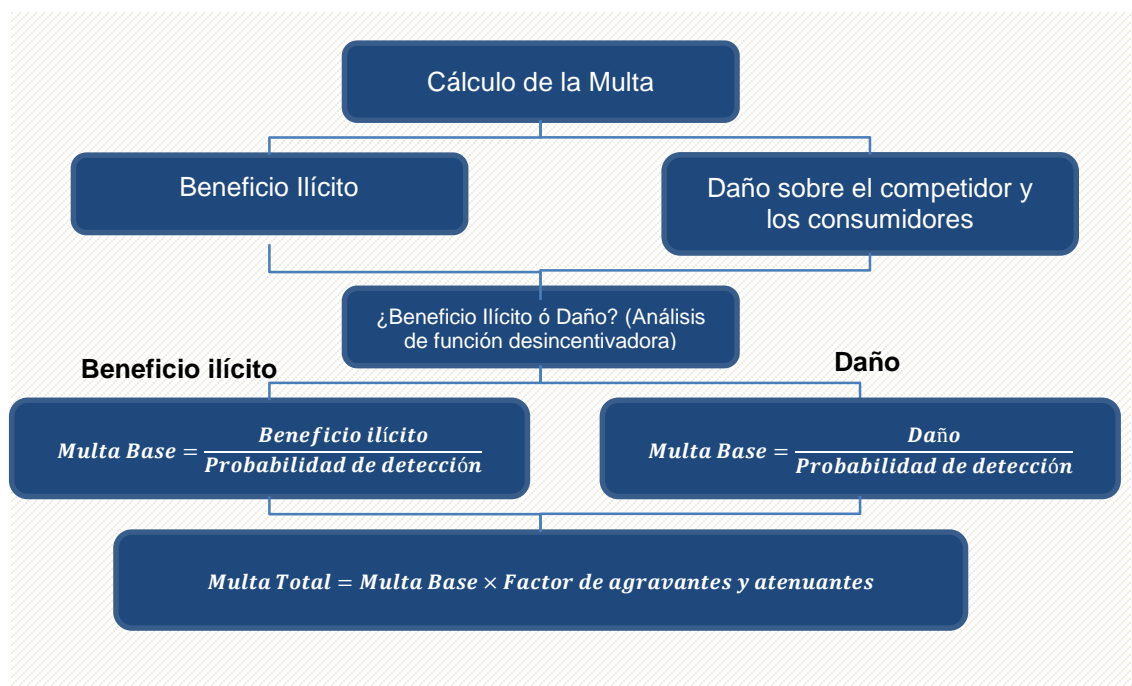 Cálculo de la Multa
Beneficio Ilícito
Daño sobre el competidor y
los consumidores
¿Beneficio Ilícito ó Daño? (Análisis
de función desincentivadora)
Beneficio ilícito
Daño
Multa Base = Beneficio ilícito / Probabilidad de detección
Multa Base = Daño / Probabilidad de detección
Multa Total = Multa Base × Factor de agravantes y atenuantes